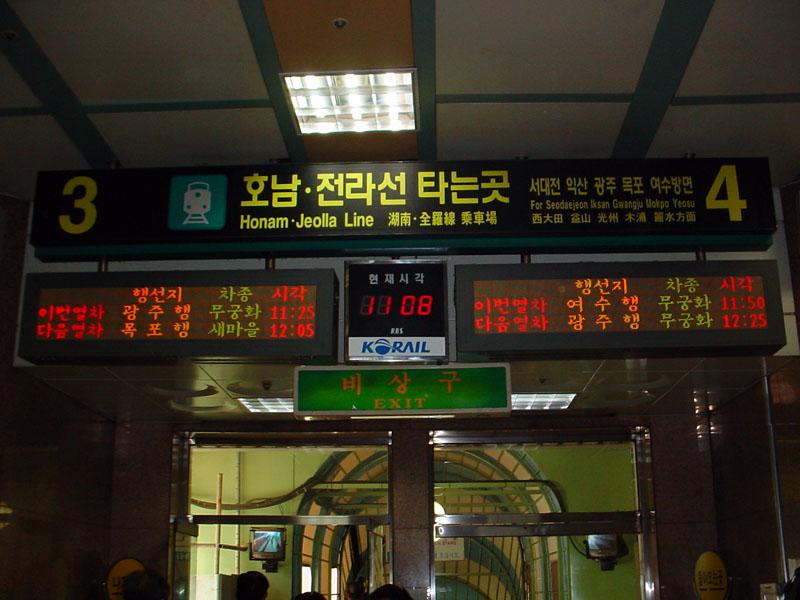 3
호남·전라선 타는곳
Honam·Jeolla Line 湖南·全羅線 乘車場
서대전 익산 광주 목포 여수방면
For Seodaejeon Iksan Gwangju Mokpo Yeosu
西大田 益山 光州 木浦 麗水方面
4
행선지 차종 시각
이번열차 광주행 무궁화 11:25
다음열차 목포행 새마을 12:05
현재시각
11 08
RBS
KORAIL
행선지 차종 시각
이번열차 여수행 무궁화 11:50
다음열차 광주행 무궁화 12:25
비상구
EXIT